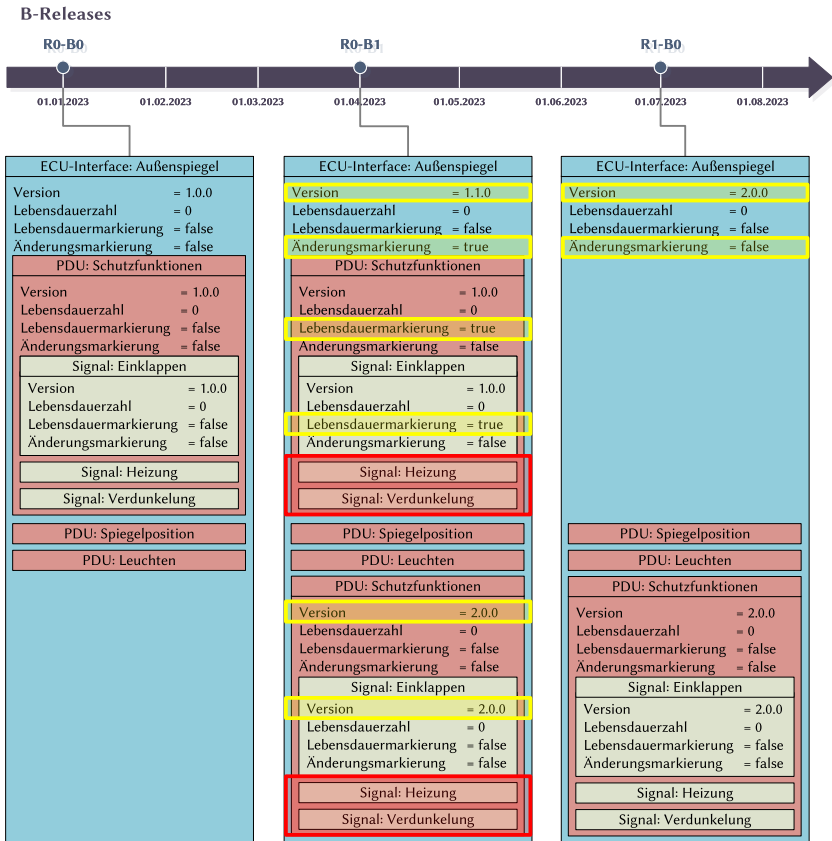 B-Releases
R0-B0
R0-B1
R1-B0
01.01.2023
01.02.2023
01.03.2023
01.04.2023
01.05.2023
01.06.2023
01.07.2023
01.08.2023
ECU-Interface: Außenspiegel
Version = 1.0.0
Lebensdauerzahl = 0
Lebensdauermarkierung = false
Änderungsmarkierung = false
PDU: Schutzfunktionen
Version = 1.0.0
Lebensdauerzahl = 0
Lebensdauermarkierung = false
Änderungsmarkierung = false
Signal: Einklappen
Version = 1.0.0
Lebensdauerzahl = 0
Lebensdauermarkierung = false
Änderungsmarkierung = false
Signal: Heizung
Signal: Verdunkelung
PDU: Spiegelposition
PDU: Leuchten
ECU-Interface: Außenspiegel
Version = 1.1.0
Lebensdauerzahl = 0
Lebensdauermarkierung = false
Änderungsmarkierung = true
PDU: Schutzfunktionen
Version = 1.0.0
Lebensdauerzahl = 0
Lebensdauermarkierung = true
Änderungsmarkierung = false
Signal: Einklappen
Version = 1.0.0
Lebensdauerzahl = 0
Lebensdauermarkierung = true
Änderungsmarkierung = false
Signal: Heizung
Signal: Verdunkelung
PDU: Spiegelposition
PDU: Leuchten
PDU: Schutzfunktionen
Version = 2.0.0
Lebensdauerzahl = 0
Lebensdauermarkierung = false
Änderungsmarkierung = false
Signal: Einklappen
Version = 2.0.0
Lebensdauerzahl = 0
Lebensdauermarkierung = false
Änderungsmarkierung = false
Signal: Heizung
Signal: Verdunkelung
ECU-Interface: Außenspiegel
Version = 2.0.0
Lebensdauerzahl = 0
Lebensdauermarkierung = false
Änderungsmarkierung = false
PDU: Spiegelposition
PDU: Leuchten
PDU: Schutzfunktionen
Version = 2.0.0
Lebensdauerzahl = 0
Lebensdauermarkierung = false
Änderungsmarkierung = false
Signal: Einklappen
Version = 2.0.0
Lebensdauerzahl = 0
Lebensdauermarkierung = false
Änderungsmarkierung = false
Signal: Heizung
Signal: Verdunkelung